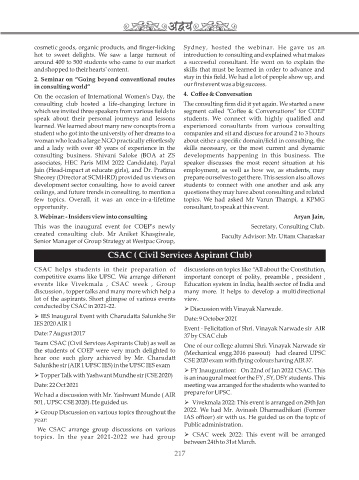 अद्वैय
cosmetic goods, organic products, and finger-licking
hot to sweet delights. We saw a large turnout of
around 400 to 500 students who came to our market
and shopped to their hearts' content.
2. Seminar on “Going beyond conventional routes
in consulting world”
On the occasion of International Women's Day, the
consulting club hosted a life-changing lecture in
which we invited three speakers from various fields to
speak about their personal journeys and lessons
learned. We learned about many new concepts from a
student who got into the university of her dreams to a
woman who leads a large NGO practically effortlessly
and a lady with over 40 years of experience in the
consulting business. Shivani Saloke (BOA at ZS
associates, HEC Paris MIM 2022 Candidate), Payal
Jain (Head-impact at educate girls), and Dr. Pratima
Sheorey (Director at SCMHRD) provided us views on
development sector consulting, how to avoid career
ceilings, and future trends in consulting, to mention a
few topics. Overall, it was an once-in-a-lifetime
opportunity.
3. Webinar: - Insiders view into consulting
This was the inaugural event for COEP's newly
created consulting club. Mr Aniket Khasgiwale,
Senior Manager of Group Strategy at Westpac Group,
Sydney, hosted the webinar. He gave us an
introduction to consulting and explained what makes
a successful consultant. He went on to explain the
skills that must be learned in order to advance and
stay in this field. We had a lot of people show up, and
our first event was a big success.
4. Coffee & Conversation
The consulting firm did it yet again. We started a new
segment called "Coffee & Conversations" for COEP
students. We connect with highly qualified and
experienced consultants from various consulting
companies and sit and discuss for around 2 to 3 hours
about either a specific domain/field in consulting, the
skills necessary, or the most current and dynamic
developments happening in this business. The
speaker discusses the most recent situation at his
employment, as well as how we, as students, may
prepare ourselves to get there. This session also allows
students to connect with one another and ask any
questions they may have about consulting and related
topics. We had asked Mr Varun Thampi, a KPMG
consultant, to speak at this event.
Aryan Jain,
Secretary, Consulting Club.
Faculty Advisor: Mr. Uttam Chanaskar
CSAC ( Civil Services Aspirant Club)
CSAC helps students in their preparation of
competitive exams like UPSC. We arrange different
events like Vivekmala , CSAC week , Group
discussion , topper talks and many more which help a
lot of the aspirants. Short glimpse of various events
conducted by CSAC in 2021-22.
➢ IES Inaugural Event with Charudatta Salunkhe Sir
IES 2020 AIR 1
Date: 7 August 2017
Team CSAC (Civil Services Aspirants Club) as well as
the students of COEP were very much delighted to
hear one such glory achieved by Mr. Charudatt
Salunkhe sir (AIR 1 UPSC IES) in the UPSC IES exam
➢ Topper Talk with Yashwant Mundhe sir (CSE 2020)
Date: 22 Oct 2021
We had a discussion with Mr. Yashwant Munde ( AIR
501 , UPSC CSE 2020). He guided us.
➢ Group Discussion on various topics throughout the
year:
We CSAC arrange group discussions on various
topics. In the year 2021-2022 we had group
discussions on topics like “All about the Constitution,
important concept of polity, preamble , president ,
Education system in India, health sector of India and
many more. It helps to develop a multidirectional
view.
➢ Discussion with Vinayak Narwade.
Date: 9 October 2021
Event - Felicitation of Shri. Vinayak Narwade sir AIR
37 by CSAC club
One of our college alumni Shri. Vinayak Narwade sir
(Mechanical engg 2016 passout) had cleared UPSC
CSE 2020 exam with flying colours having AIR 37.
➢ FY Inauguration: On 22nd of Jan 2022 CSAC. This
is an inaugural meet for the FY, SY, DSY students. This
meeting was arranged for the students who wanted to
prepare for UPSC.
➢ Vivekmala 2022: This event is arranged on 29th Jan
2022. We had Mr. Avinash Dharmadhikari (Former
IAS officer) sir with us. He guided us on the topic of
Public administration.
➢ CSAC week 2022: This event will be arranged
between 24th to 31st March.
217